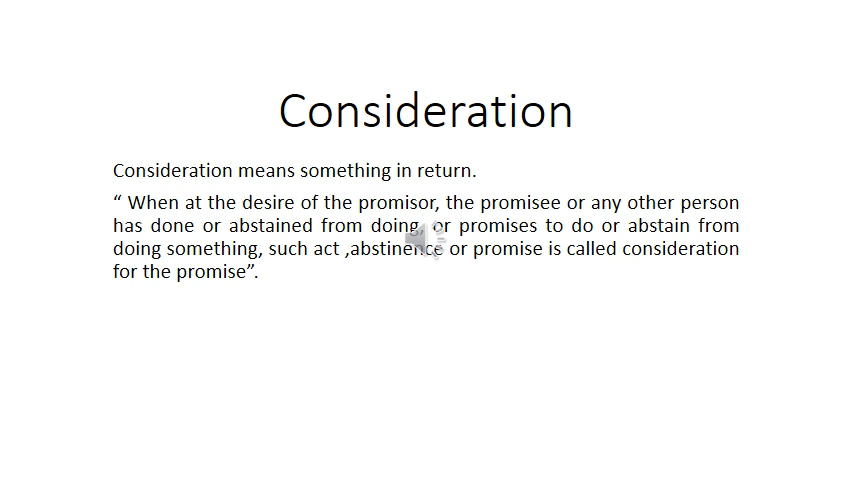 Consideration
Consideration means something in return.
“ When at the desire of the promisor, the promisee or any other person
has done or abstained from doing, or promises to do or abstain from
doing something, such act ,abstinence or promise is called consideration
for the promise”.